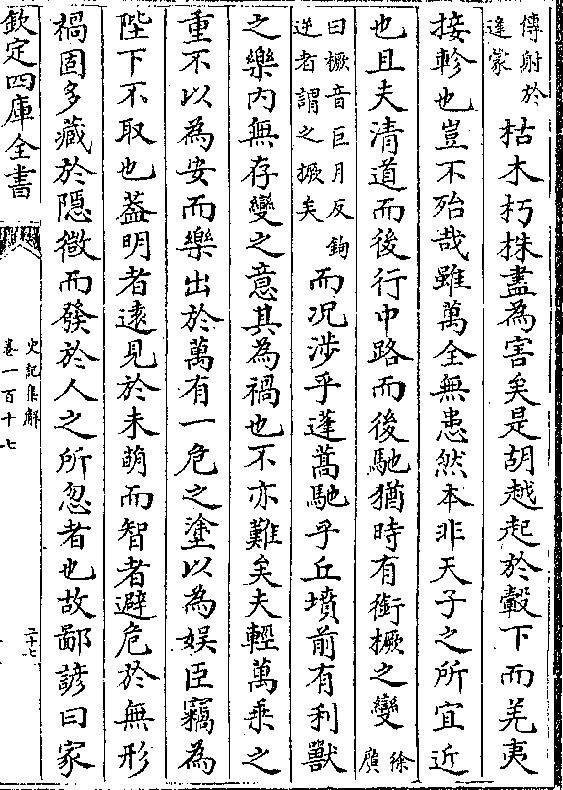 傳射於
逢蒙
枯木朽株盡為害矣是胡越起於轂下而羌夷
接軫也豈不殆哉雖萬全無患然本非天子之所宜近
也且夫清道而後行中路而後馳猶時有銜橛之變
徐
廣
曰橛音巨月反鉤
逆者謂之橛矣
而况涉乎蓬蒿馳乎丘墳前有利獸
之樂内無存變之意其為禍也不亦難矣夫輕萬乘之
重不以為安而樂出於萬有一危之塗以為娛臣竊為
陛下不取也葢明者逺見於未萌而智者避危於無形
禍固多藏於隠微而發於人之所忽者也故鄙諺曰家
欽定四庫全書
史記集解
卷一百十七
二十七